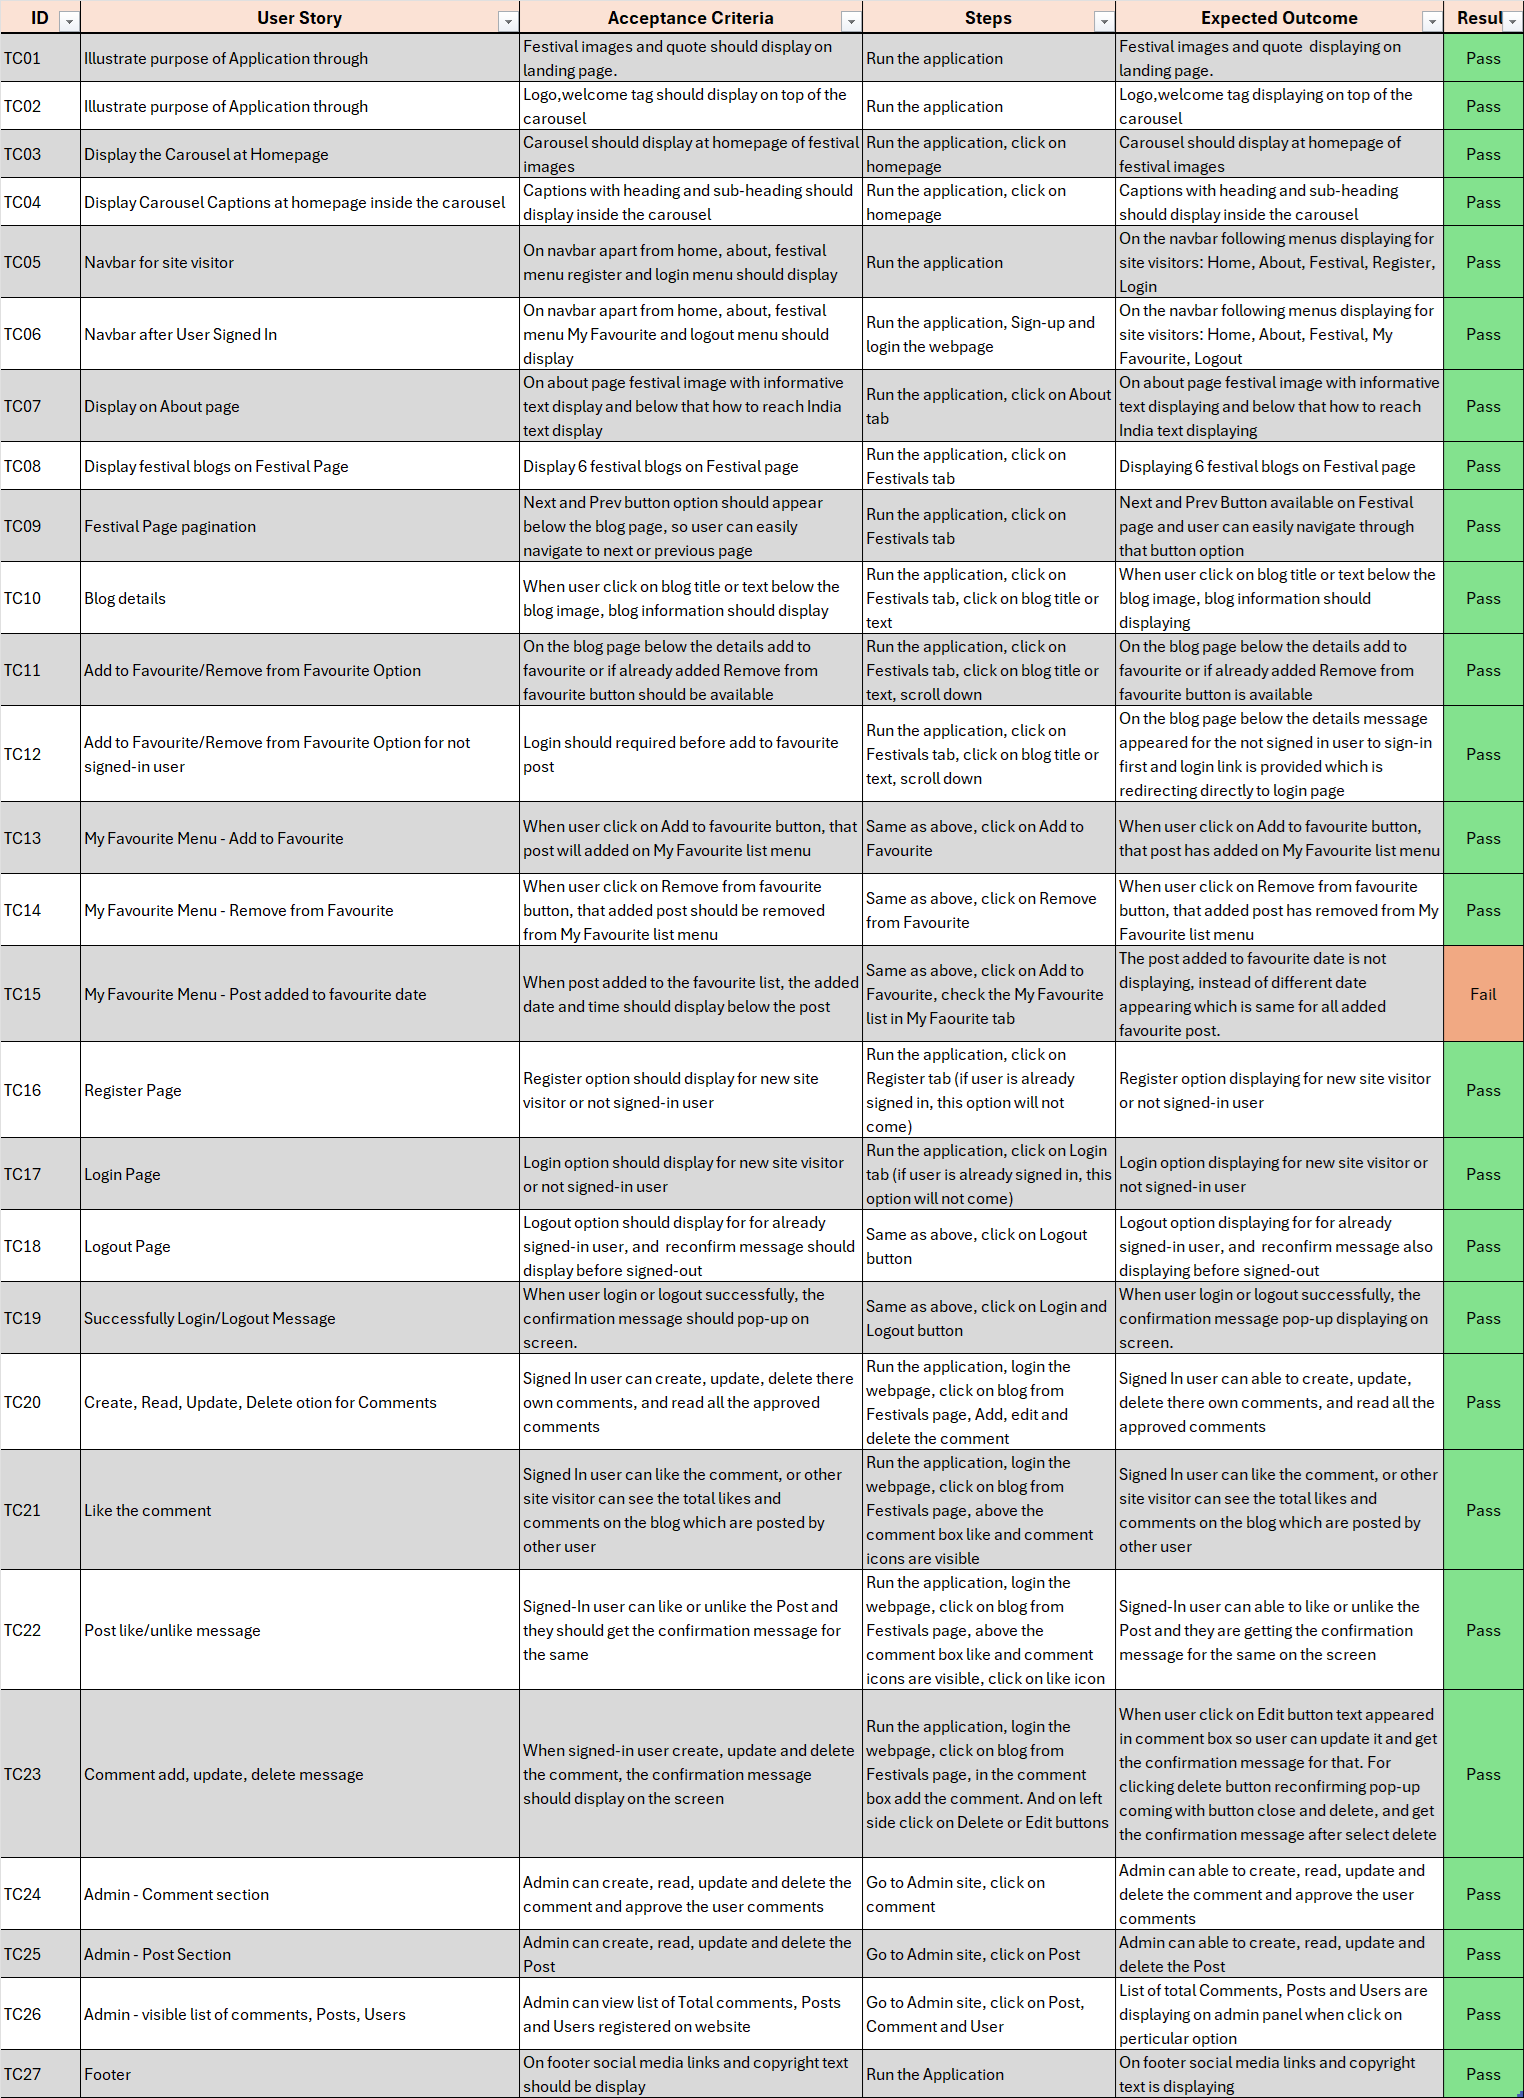 ID User Story Acceptance Criteria Steps Expected Outcome Resul
TC01 Illustrate purpose of Application through Festival images and quote should display on landing page. Run the application Festival images and quote  displaying on landing page. Pass
TC02 Illustrate purpose of Application through Logo,welcome tag should display on top of the carousel Run the application Logo,welcome tag displaying on top of the carousel Pass
TC03 Display the Carousel at Homepage Carousel should display at homepage of festival images Run the application, click on homepage Carousel should display at homepage of festival images Pass
TC04 Display Carousel Captions at homepage inside the carousel Captions with heading and sub-heading should display inside the carousel Run the application, click on homepage Captions with heading and sub-heading should display inside the carousel Pass
TC05 Navbar for site visitor On navbar apart from home, about, festival menu register and login menu should display Run the application On the navbar following menus displaying for site visitors: Home, About, Festival, Register, Login Pass
TC06 Navbar after User Signed In On navbar apart from home, about, festival menu My Favourite and logout menu should display Run the application, Sign-up and login the webpage On the navbar following menus displaying for site visitors: Home, About, Festival, My Favourite, Logout Pass
TC07 Display on About page On about page festival image with informative text display and below that how to reach India text display Run the application, click on About tab On about page festival image with informative text displaying and below that how to reach India text displaying Pass
TC08 Display festival blogs on Festival Page Display 6 festival blogs on Festival page Run the application, click on Festivals tab Displaying 6 festival blogs on Festival page Pass
TC09 Festival Page pagination Next and Prev button option should appear below the blog page, so user can easily navigate to next or previous page Run the application, click on Festivals tab Next and Prev Button available on Festival page and user can easily navigate through that button option Pass
TC10 Blog details When user click on blog title or text below the blog image, blog information should display Run the application, click on Festivals tab, click on blog title or text When user click on blog title or text below the blog image, blog information should displaying Pass
TC11 Add to Favourite/Remove from Favourite Option On the blog page below the details add to favourite or if already added Remove from favourite button should be available Run the application, click on Festivals tab, click on blog title or text, scroll down On the blog page below the details add to favourite or if already added Remove from favourite button is available Pass
TC12 Add to Favourite/Remove from Favourite Option for not signed-in user Login should required before add to favourite post Run the application, click on Festivals tab, click on blog title or text, scroll down On the blog page below the details message appeared for the not signed in user to sign-in first and login link is provided which is redirecting directly to login page Pass
TC13 My Favourite Menu - Add to Favourite When user click on Add to favourite button, that post will added on My Favourite list menu Same as above, click on Add to Favourite When user click on Add to favourite button, that post has added on My Favourite list menu Pass
TC14 My Favourite Menu - Remove from Favourite When user click on Remove from favourite button, that added post should be removed from My Favourite list menu Same as above, click on Remove from Favourite When user click on Remove from favourite button, that added post has removed from My Favourite list menu Pass
TC15 My Favourite Menu - Post added to favourite date When post added to the favourite list, the added date and time should display below the post Same as above, click on Add to Favourite, check the My Favourite list in My Faourite tab The post added to favourite date is not displaying, instead of different date appearing which is same for all added favourite post. Fail
TC16 Register Page Register option should display for new site visitor or not signed-in user Run the application, click on Register tab (if user is already signed in, this option will not come) Register option displaying for new site visitor or not signed-in user Pass
TC17 Login Page Login option should display for new site visitor or not signed-in user Run the application, click on Login tab (if user is already signed in, this option will not come) Login option displaying for new site visitor or not signed-in user Pass
TC18 Logout Page Logout option should display for for already signed-in user, and  reconfirm message should display before signed-out Same as above, click on Logout button Logout option displaying for for already signed-in user, and  reconfirm message also displaying before signed-out Pass
TC19 Successfully Login/Logout Message When user login or logout successfully, the confirmation message should pop-up on screen. Same as above, click on Login and Logout button When user login or logout successfully, the confirmation message pop-up displaying on screen. Pass
TC20 Create, Read, Update, Delete otion for Comments Signed In user can create, update, delete there own comments, and read all the approved comments Run the application, login the webpage, click on blog from Festivals page, Add, edit and delete the comment Signed In user can able to create, update, delete there own comments, and read all the approved comments Pass
TC21 Like the comment Signed In user can like the comment, or other site visitor can see the total likes and comments on the blog which are posted by other user Run the application, login the webpage, click on blog from Festivals page, above the comment box like and comment icons are visible Signed In user can like the comment, or other site visitor can see the total likes and comments on the blog which are posted by other user Pass
TC22 Post like/unlike message Signed-In user can like or unlike the Post and they should get the confirmation message for the same Run the application, login the webpage, click on blog from Festivals page, above the comment box like and comment icons are visible, click on like icon Signed-In user can able to like or unlike the Post and they are getting the confirmation message for the same on the screen Pass
TC23 Comment add, update, delete message When signed-in user create, update and delete the comment, the confirmation message should display on the screen Run the application, login the webpage, click on blog from Festivals page, in the comment box add the comment. And on left side click on Delete or Edit buttons When user click on Edit button text appeared in comment box so user can update it and get the confirmation message for that. For clicking delete button reconfirming pop-up coming with button close and delete, and get the confirmation message after select delete Pass
TC24 Admin - Comment section Admin can create, read, update and delete the comment and approve the user comments Go to Admin site, click on comment Admin can able to create, read, update and delete the comment and approve the user comments Pass
TC25 Admin - Post Section Admin can create, read, update and delete the Post Go to Admin site, click on Post Admin can able to create, read, update and delete the Post Pass
TC26 Admin - visible list of comments, Posts, Users Admin can view list of Total comments, Posts and Users registered on website Go to Admin site, click on Post, Comment and User List of total Comments, Posts and Users are displaying on admin panel when click on perticular option Pass
TC27 Footer On footer social media links and copyright text should be display Run the Application On footer social media links and copyright text is displaying Pass